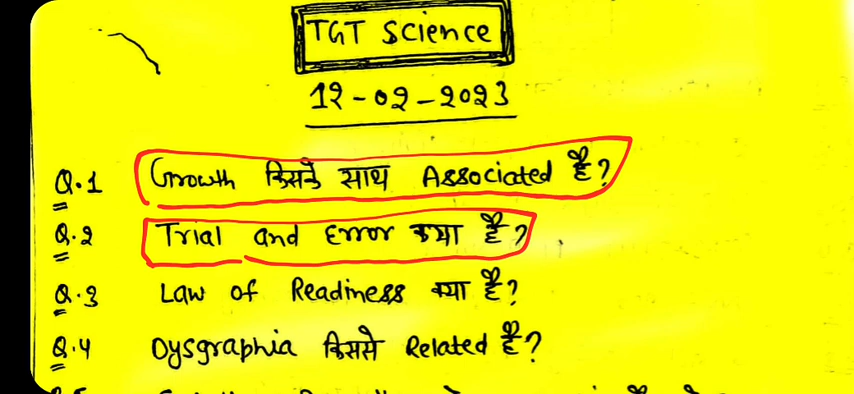 TGT Science
12-02-2023
Q.1 Growth किसके साथ Associated है?
Q.2 Trial and Error क्या है?
Q.3 Law of Readiness क्या है?
Q.4 Dysgraphia किससे Related है?